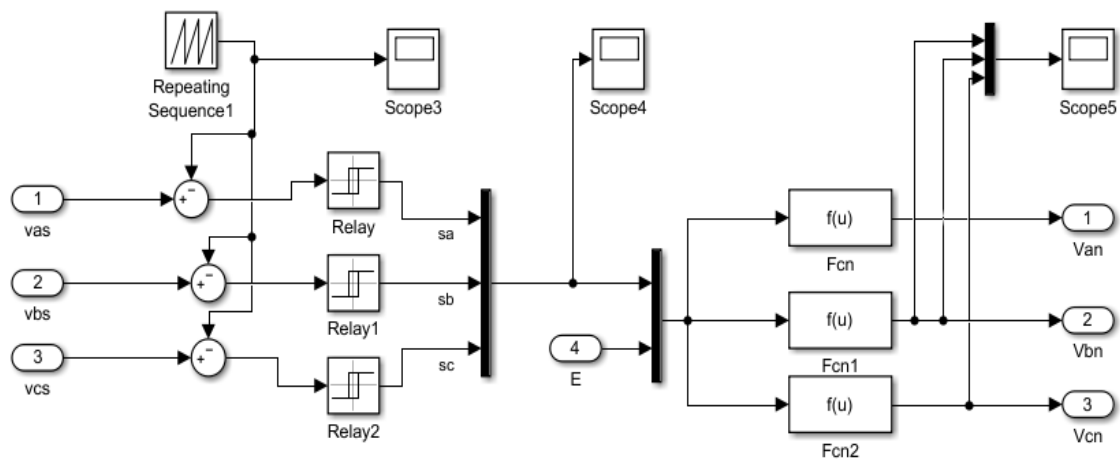 Repeating
Sequence1
Scope3
Scope4
Scope5
1
vas
+
−
Relay
sa
f(u)
Fcn
1
Van
2
vbs
+
−
Relay1
sb
f(u)
Fcn1
2
Vbn
3
vcs
+
−
Relay2
sc
4
E
f(u)
Fcn2
3
Vcn